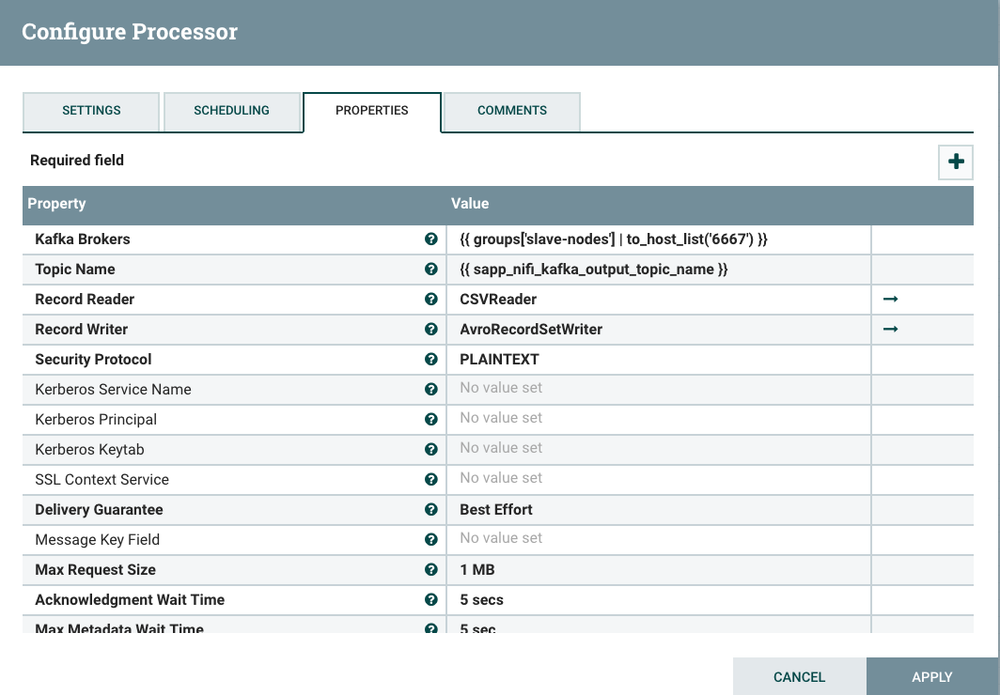 Configure Processor
SETTINGS SCHEDULING PROPERTIES COMMENTS
Required field
Property Value
Kafka Brokers {{ groups['slave-nodes'] | to_host_list('6667') }}
Topic Name {{ sapp_nifi_kafka_output_topic_name }}
Record Reader CSVReader
Record Writer AvroRecordSetWriter
Security Protocol PLAINTEXT
Kerberos Service Name No value set
Kerberos Principal No value set
Kerberos Keytab No value set
SSL Context Service No value set
Delivery Guarantee Best Effort
Message Key Field No value set
Max Request Size 1 MB
Acknowledgment Wait Time 5 secs
Max Metadata Wait Time 5 sec
CANCEL APPLY